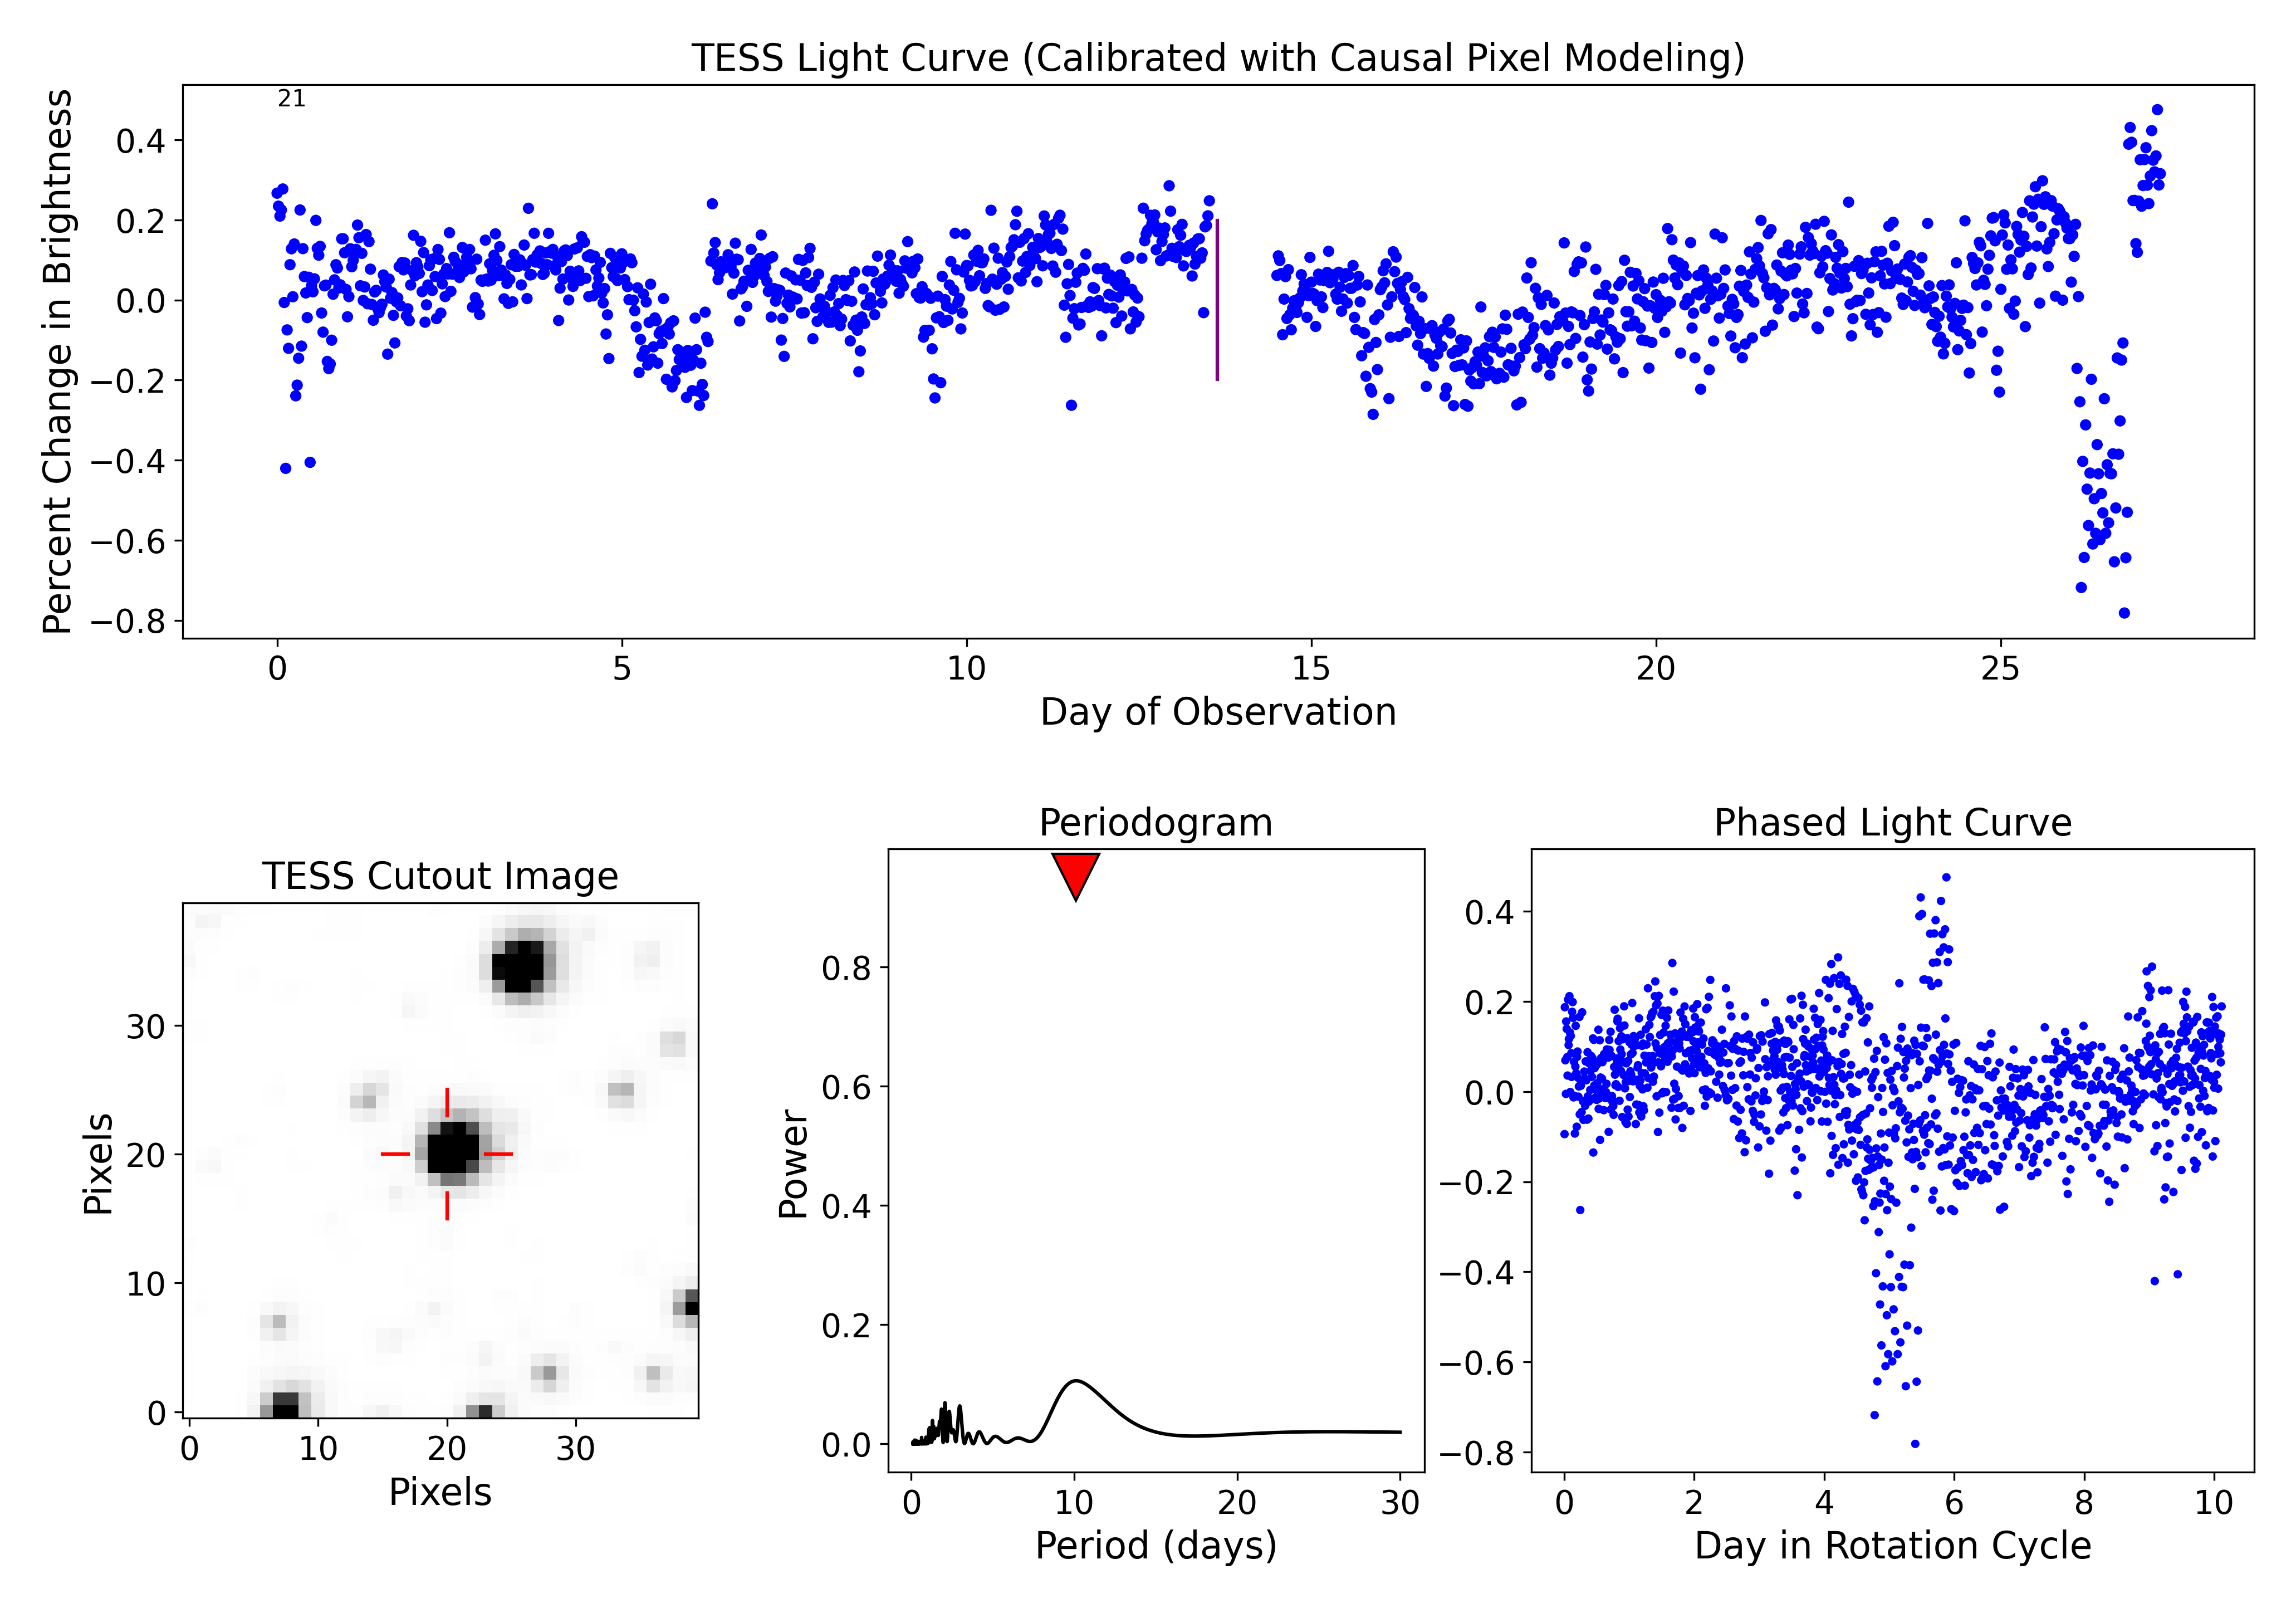 TESS Light Curve (Calibrated with Causal Pixel Modeling)
21
Percent Change in Brightness
0.4
0.2
0.0
−0.2
−0.4
−0.6
−0.8
0 5 10 15 20 25
Day of Observation
TESS Cutout Image
Pixels
30
20
10
0
0 10 20 30
Pixels
Periodogram
Power
0.8
0.6
0.4
0.2
0.0
0 10 20 30
Period (days)
Phased Light Curve
0.4
0.2
0.0
−0.2
−0.4
−0.6
−0.8
0 2 4 6 8 10
Day in Rotation Cycle